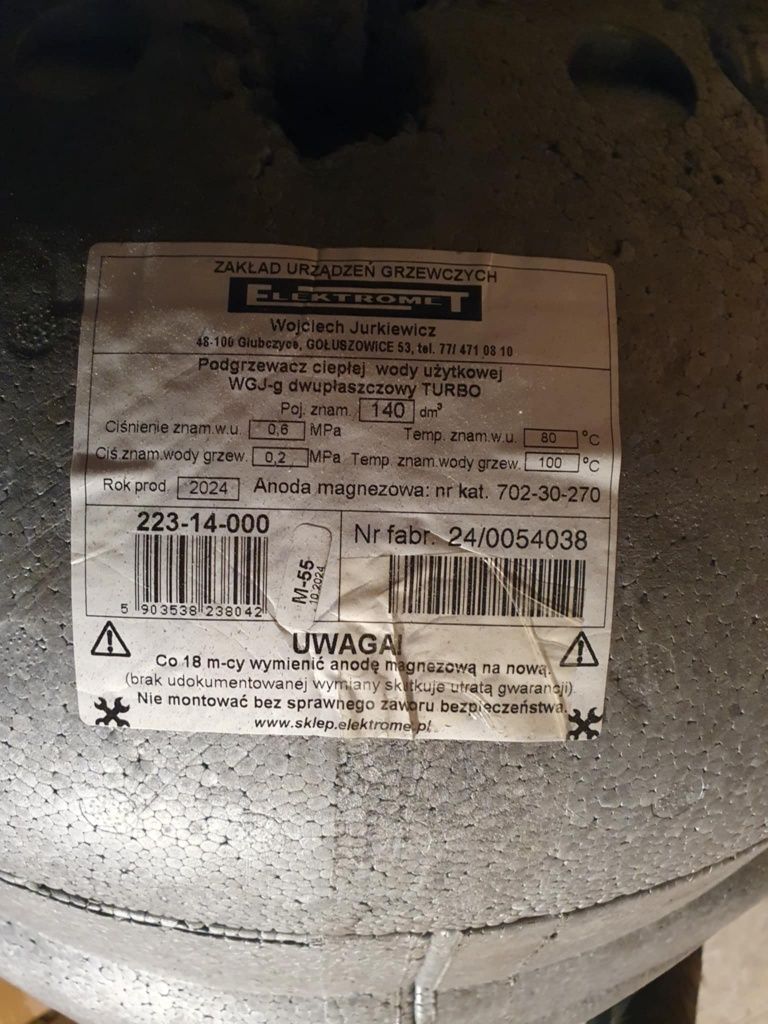 ZAKŁAD URZĄDZEŃ GRZEWCZYCH
ELEKTROMET
Wojciech Jurkiewicz
48-100 Głubczyce, GOŁUSZOWICE 53, tel. 77/ 471 08 10
Podgrzewacz ciepłej wody użytkowej
WGJ-g dwupłaszczowy TURBO
Poj. znam. 140 dm³
Ciśnienie znam.w.u. 0,6 MPa Temp. znam.w.u. 80 °C
Ciś znam.wody grzew. 0,2 MPa Temp. znam.wody grzew. 100 °C
Rok prod. 2024 Anoda magnezowa: nr kat. 702-30-270
223-14-000
Nr fabr. 24/0054038
M-55
10.2024
5 903538 238042
UWAGA!
Co 18 m-cy wymienić anodę magnezową na nową.
(brak udokumentowanej wymiany skutkuje utratą gwarancji)
Nie montować bez sprawnego zaworu bezpieczeństwa.
www.sklep.elektrome.pl